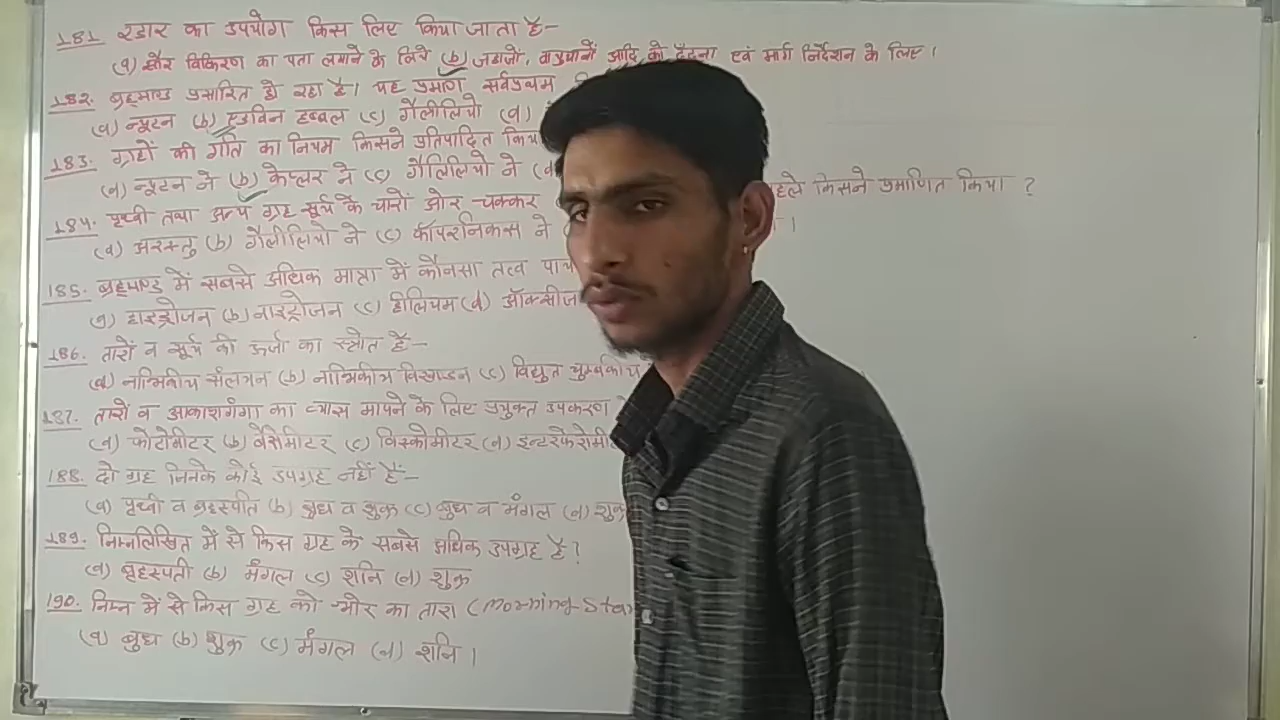 181. रडार का उपयोग किस लिए किया जाता है-
(a) सौर विकिरण का पता लगाने के लिये (b) जहाजों, वायुयानों आदि को ढूँढना एवं मार्ग निर्देशन के लिए।
182. ब्रह्माण्ड प्रसारित हो रहा है। यह प्रमाण सर्वप्रथम
(a) न्यूटन (b) एडविन हब्बल (c) गैलीलियो (d)
183. ग्रहों की गति का नियम किसने प्रतिपादित किया
(a) न्यूटन ने (b) केप्लर ने (c) गैलिलियो ने (d)
184. पृथ्वी तथा अन्य ग्रह सूर्य के चारों ओर चक्कर पहले किसने प्रमाणित किया ?
(a) अरस्तु (b) गैलीलियो ने (c) कॉपरनिकस ने ।
185. ब्रह्माण्ड में सबसे अधिक मात्रा में कौनसा तत्व
(a) हाइड्रोजन (b) नाइट्रोजन (c) हीलियम (d) ऑक्सीजन
186. तारों व सूर्य की ऊर्जा का स्त्रोत है-
(a) नाभिकीय संलयन (b) नाभिकीय विखण्डन (c) विद्युत चुम्बकीय
187. तारों व आकाशगंगा का व्यास मापने के लिए प्रयुक्त उपकरण
(a) फोटोमीटर (b) बैरोमीटर (c) विस्कोमीटर (d) इन्टरफेरोमी
188. दो ग्रह जिनके कोई उपग्रह नहीं हैं-
(a) पृथ्वी व ब्रहस्पति (b) बुध व शुक्र (c) बुध व मंगल (d) शुक्र
189. निम्नलिखित में से किस ग्रह के सबसे अधिक उपग्रह है?
(a) बृहस्पती (b) मंगल (c) शनि (d) शुक्र
190. निम्न में से किस ग्रह को भोर का तारा (Morning-Star
(a) बुध (b) शुक्र (c) मंगल (d) शनि।